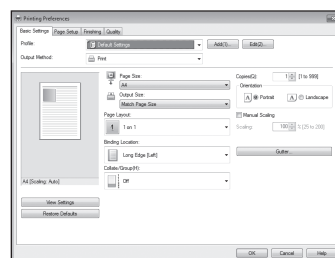 Printing Preferences
Basic Settings Page Setup Finishing Quality
Profile: Default Settings Add(1)... Edit(2)...
Output Method: Print
Page Size:
A4
Output Size:
Match Page Size
Copies(Q): 1 [1 to 999]
Orientation
A Portrait A Landscape
Page Layout:
1 1 on 1
Manual Scaling
Scaling: 100 % [25 to 200]
Binding Location:
Long Edge [Left]
Gutter...
Collate/Group(H):
Off
A4 [Scaling: Auto]
View Settings
Restore Defaults
OK Cancel Help